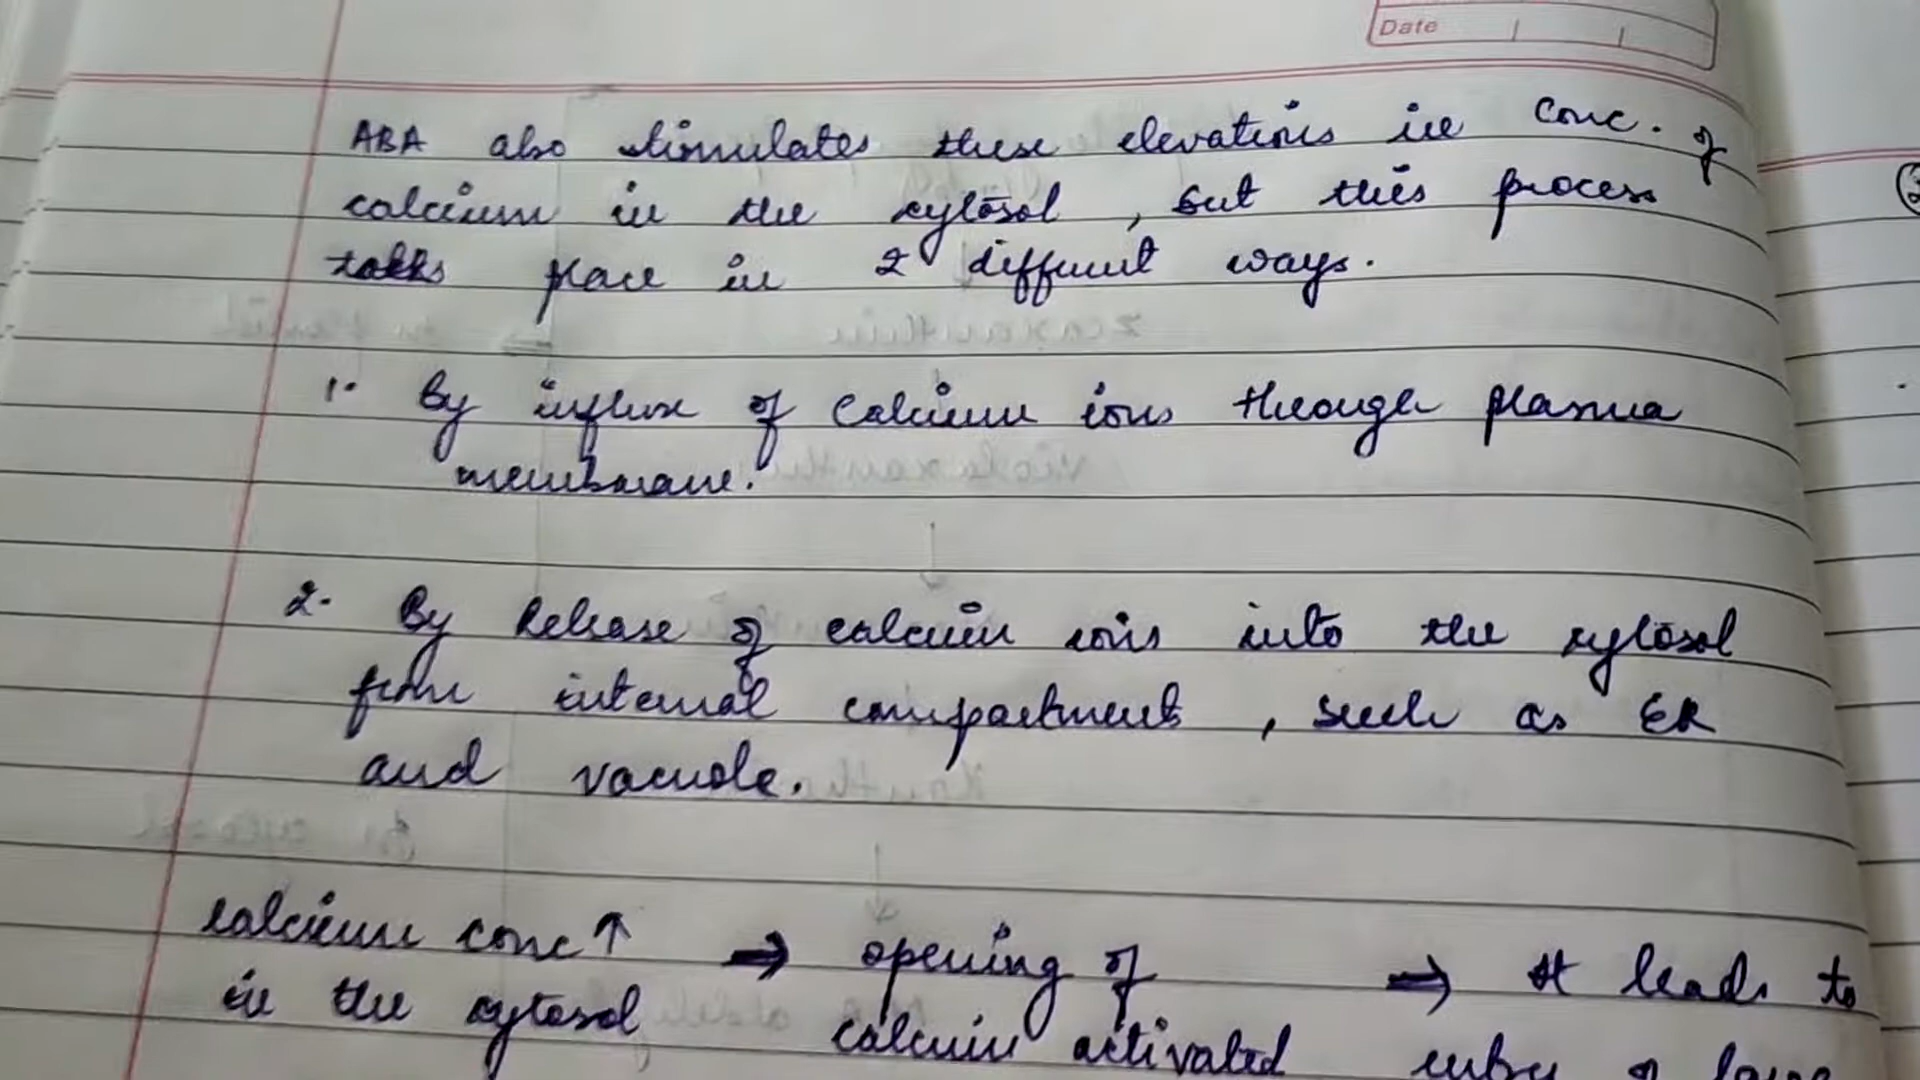 Date
ABA also stimulates these elevations in conc. of
calcium in the cytosol, but this process
takes place in 2 different ways.
1. By influx of calcium ions through plasma
membrane.
2. By Release of calcium ions into the cytosol
from internal compartments, such as ER
and vacuole.
calcium conc ↑ ⇒ opening of ⇒ It leads to
in the cytosol calcium activated entry of large